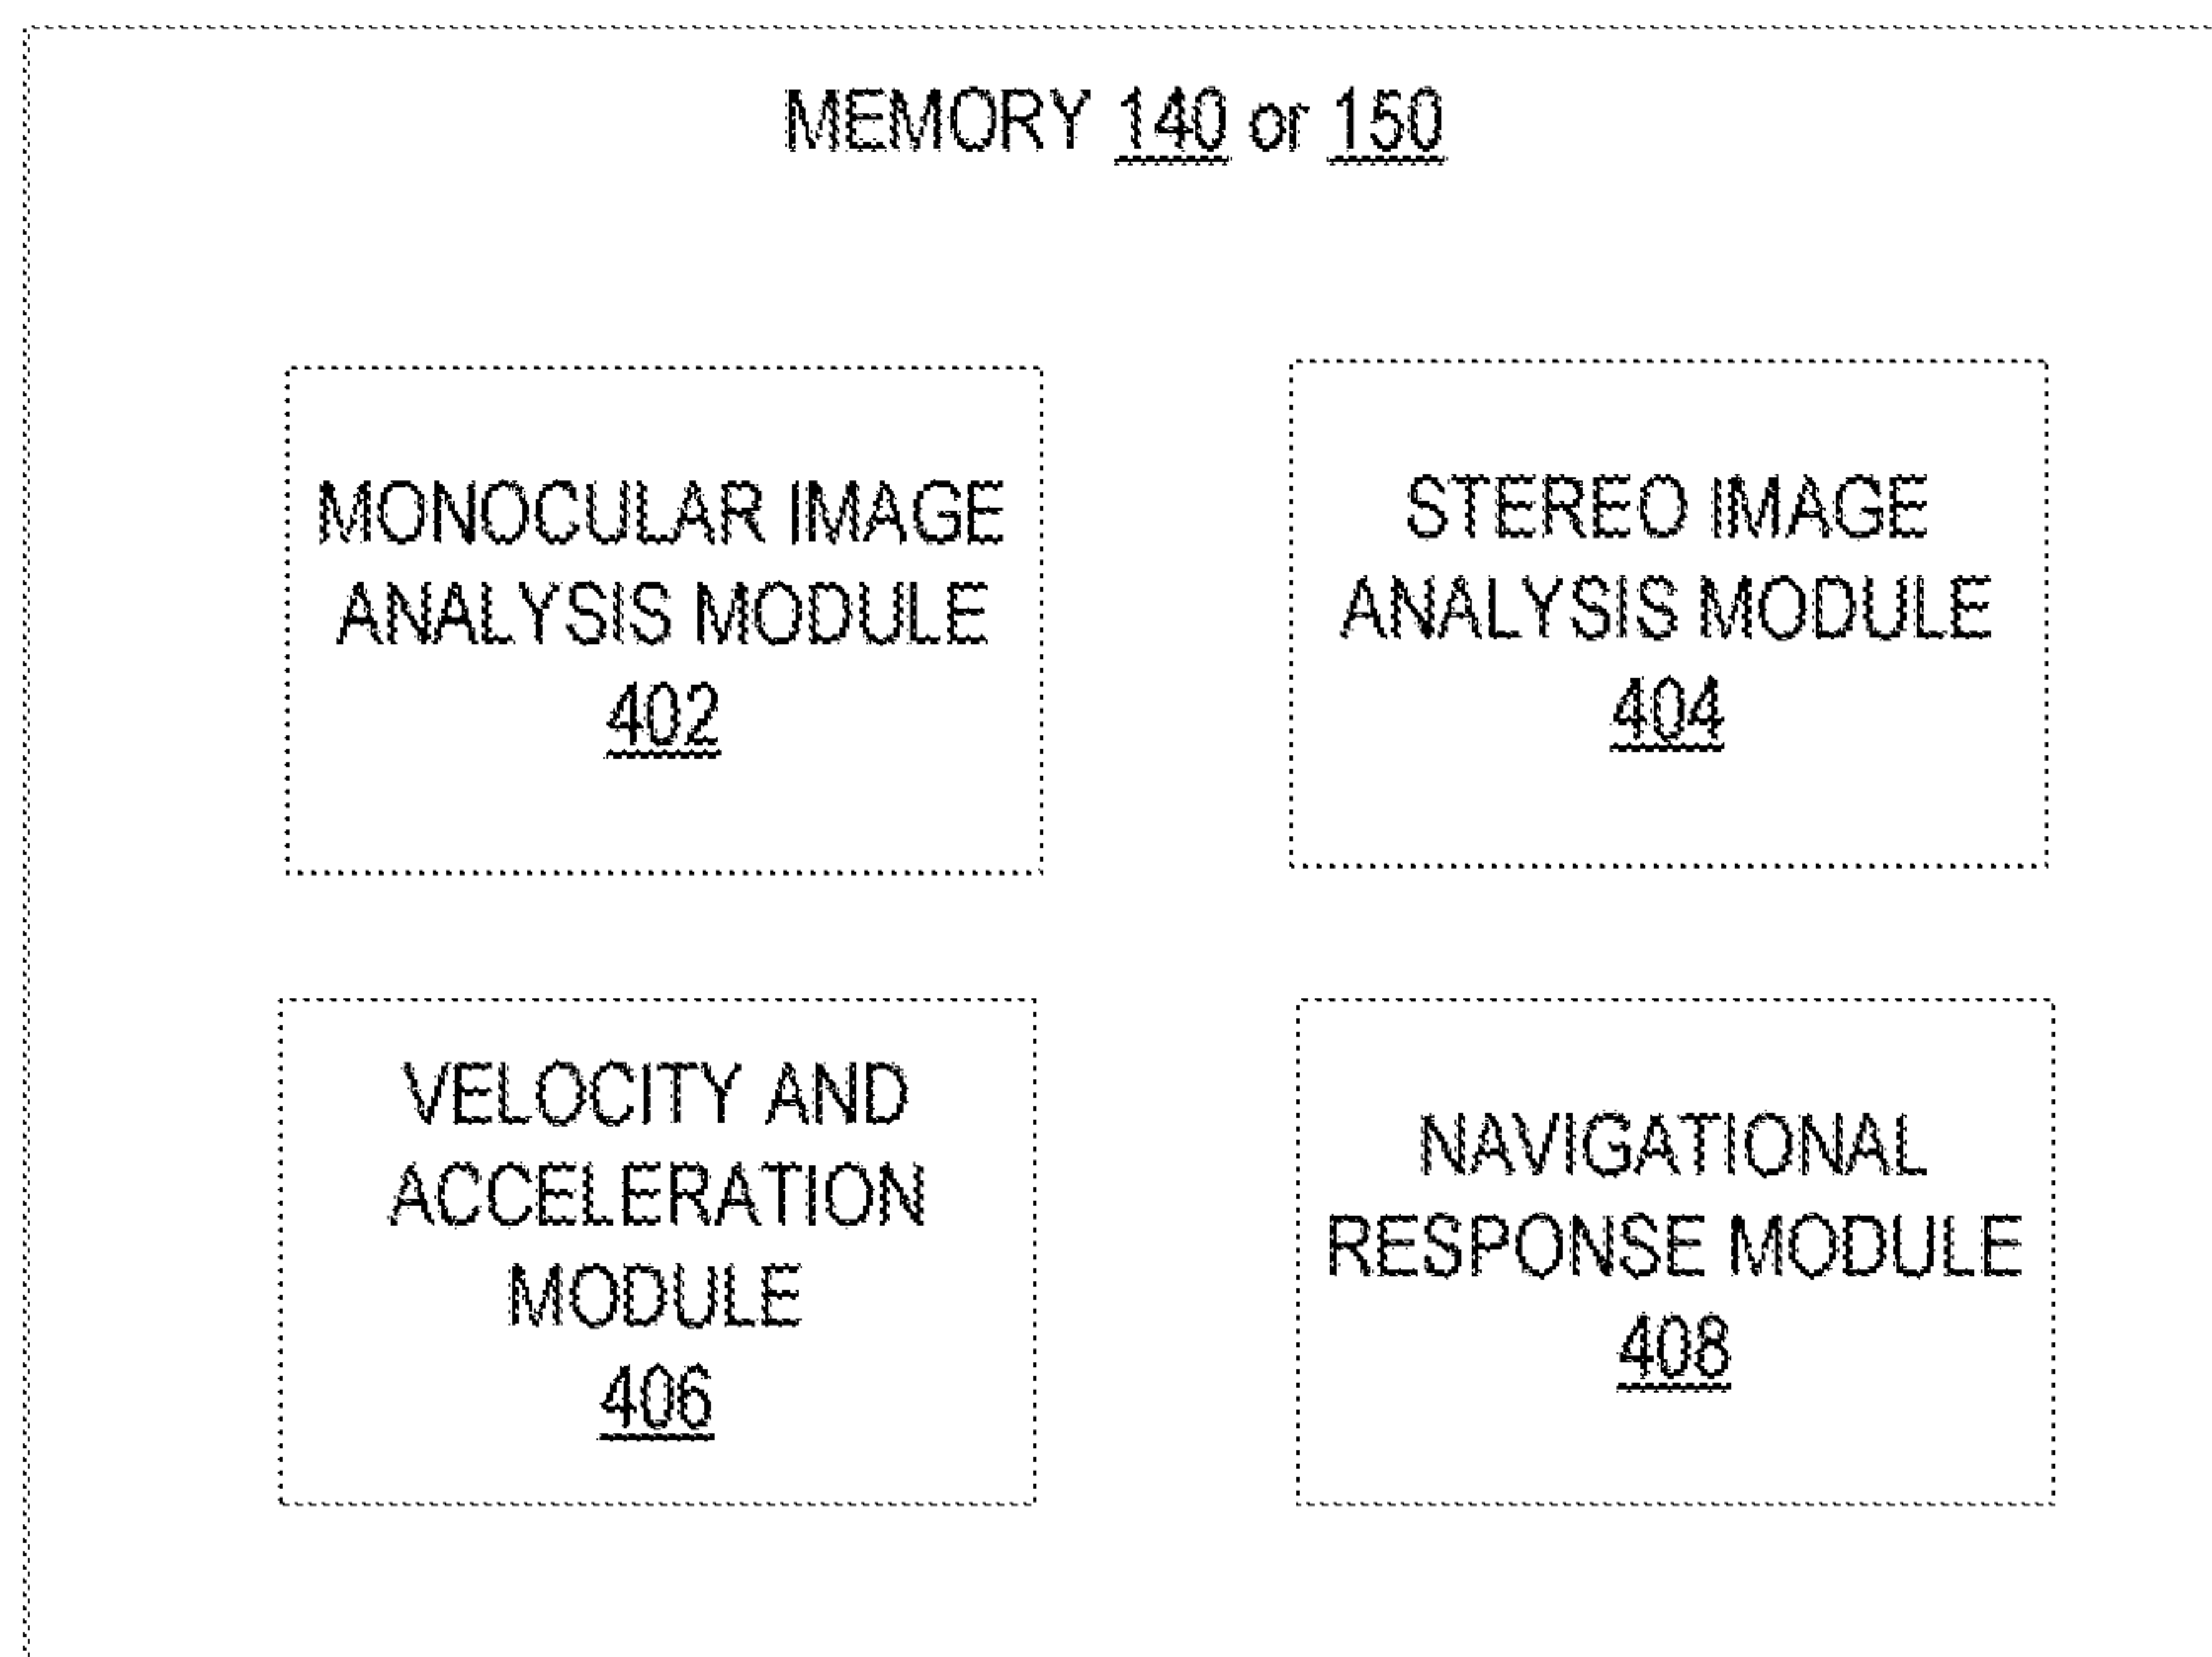 MEMORY 140 or 150
MONOCULAR IMAGE
ANALYSIS MODULE
402
STEREO IMAGE
ANALYSIS MODULE
404
VELOCITY AND
ACCELERATION
MODULE
406
NAVIGATIONAL
RESPONSE MODULE
408